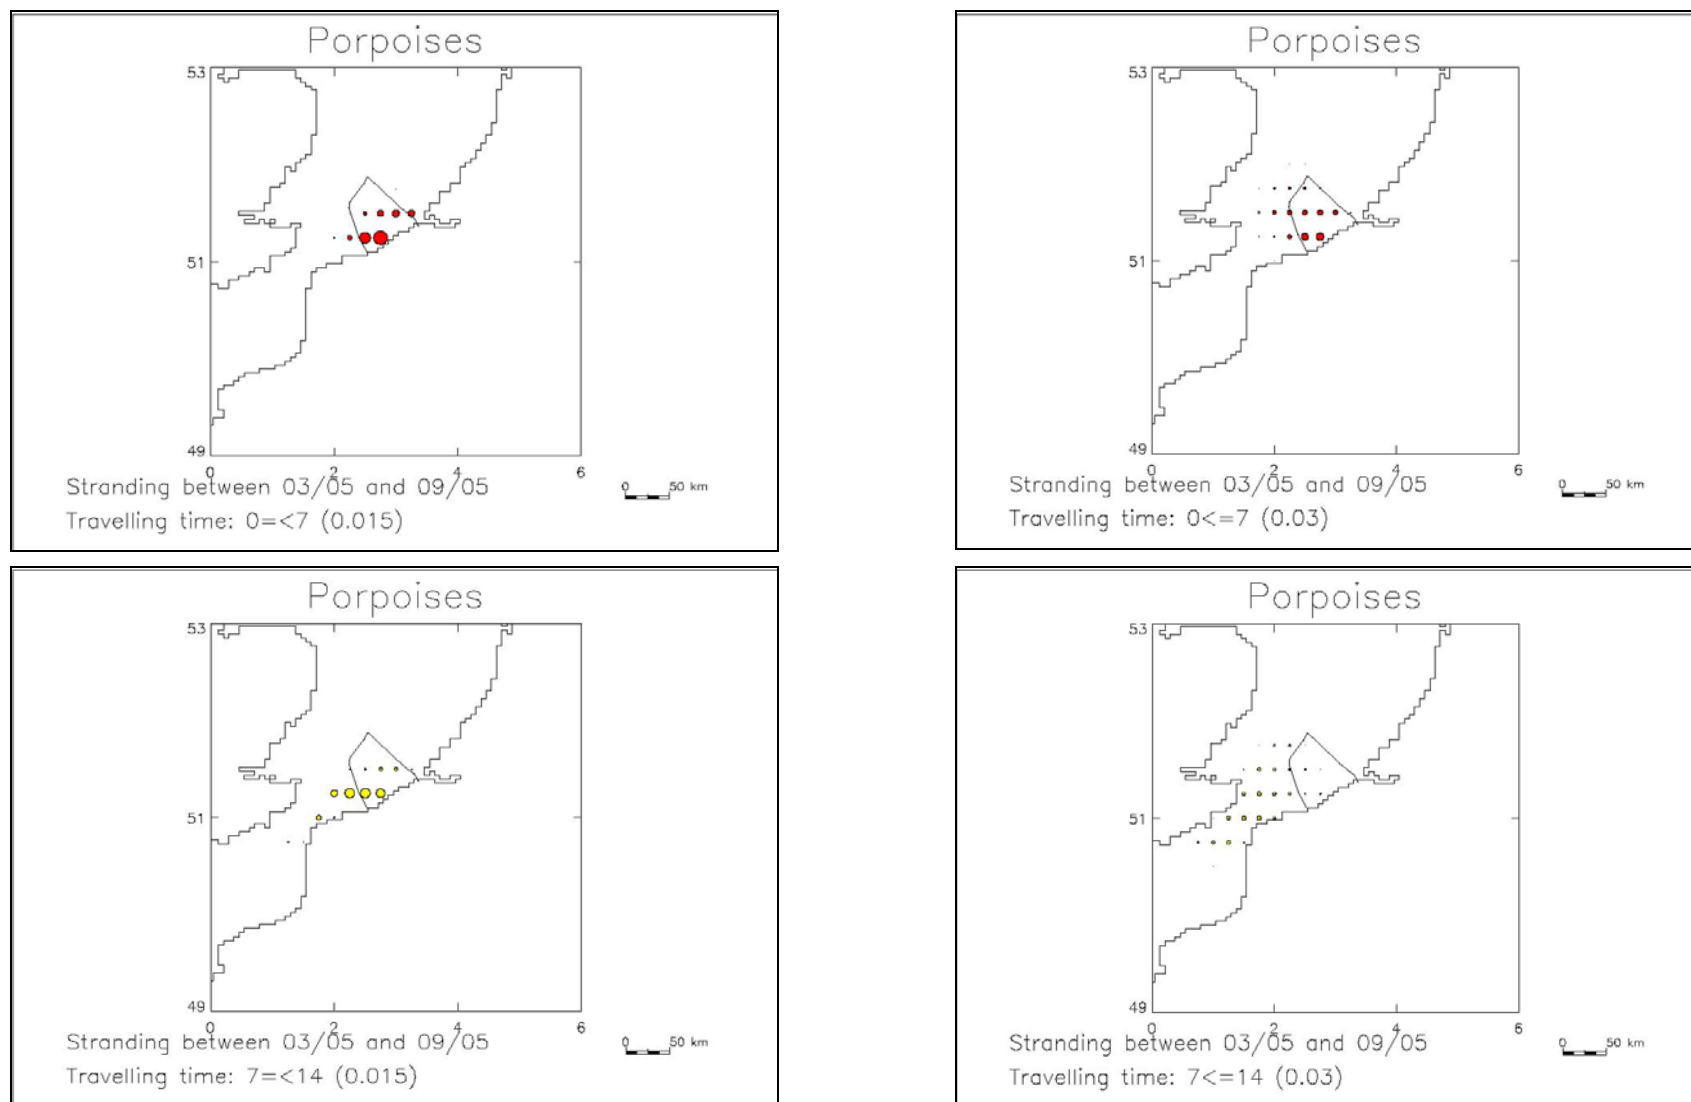 Porpoises
53
51
49
0 2 4 6
Stranding between 03/05 and 09/05
0 50 km
Travelling time: 0=<7 (0.015)
Porpoises
53
51
49
0 2 4 6
Stranding between 03/05 and 09/05
0 50 km
Travelling time: 0<=7 (0.03)
Porpoises
53
51
49
0 2 4 6
Stranding between 03/05 and 09/05
0 50 km
Travelling time: 7=<14 (0.015)
Porpoises
53
51
49
0 2 4 6
Stranding between 03/05 and 09/05
0 50 km
Travelling time: 7<=14 (0.03)